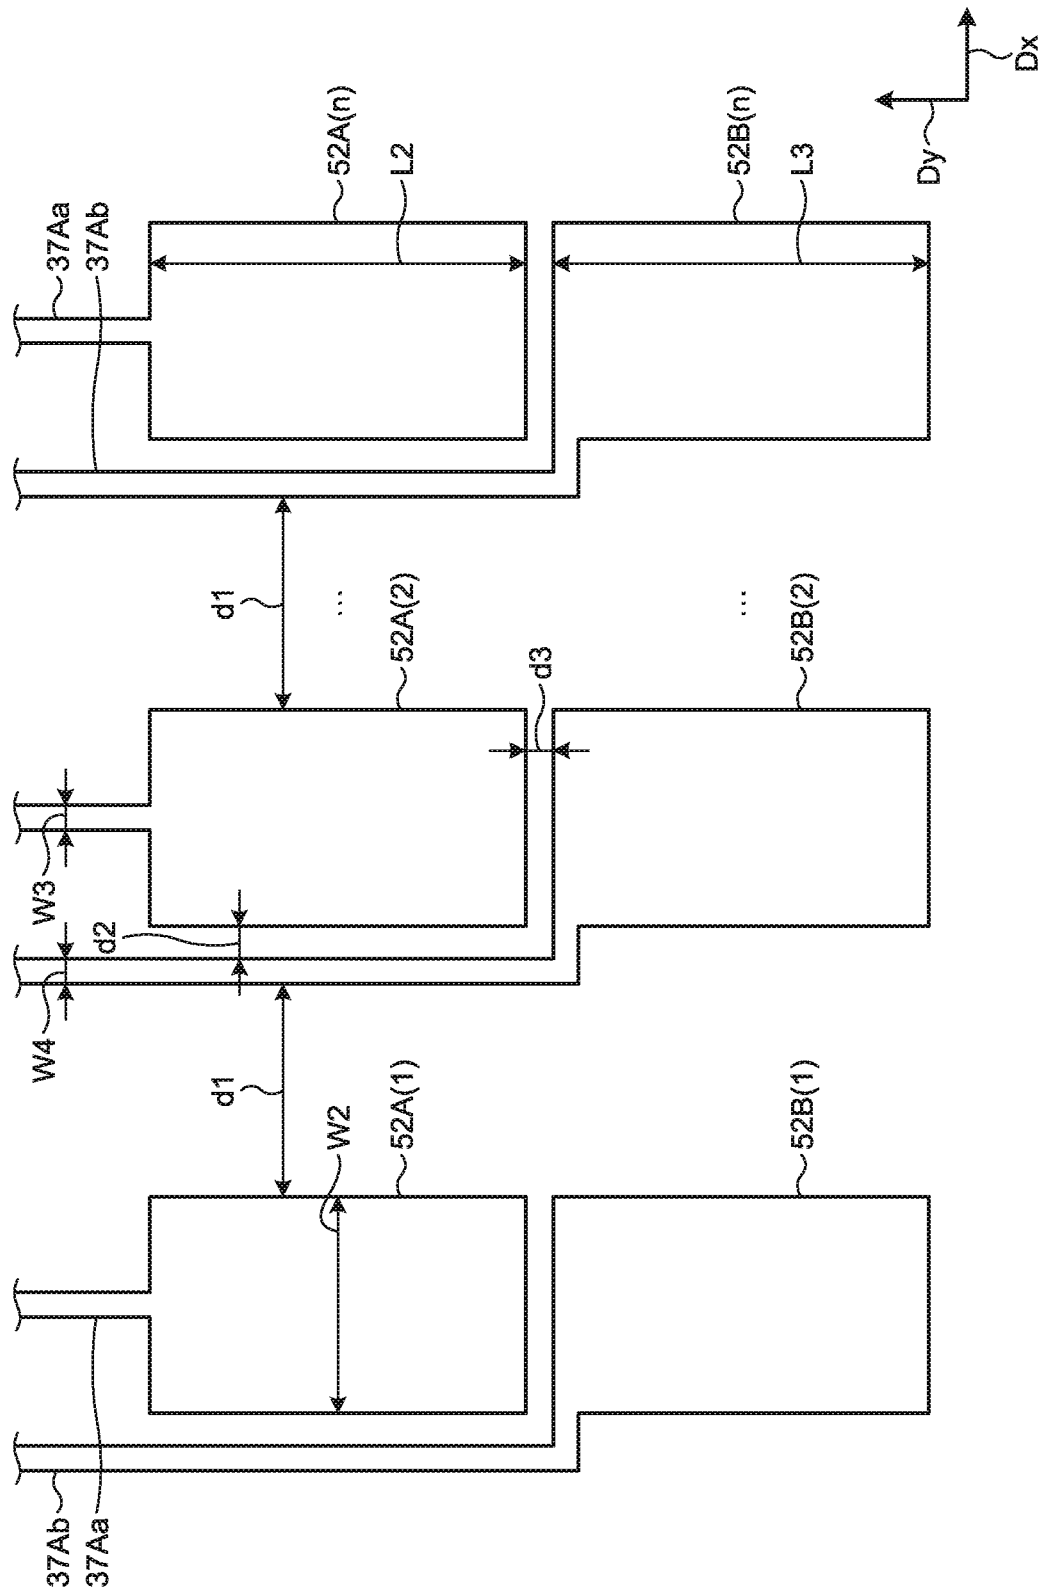 37Aa
37Ab
52A(n)
L2
52B(n)
L3
Dy
Dx
d1
...
52A(2)
...
52B(2)
d3
W3
W4
d2
d1
W2
52A(1)
52B(1)
37Ab
37Aa